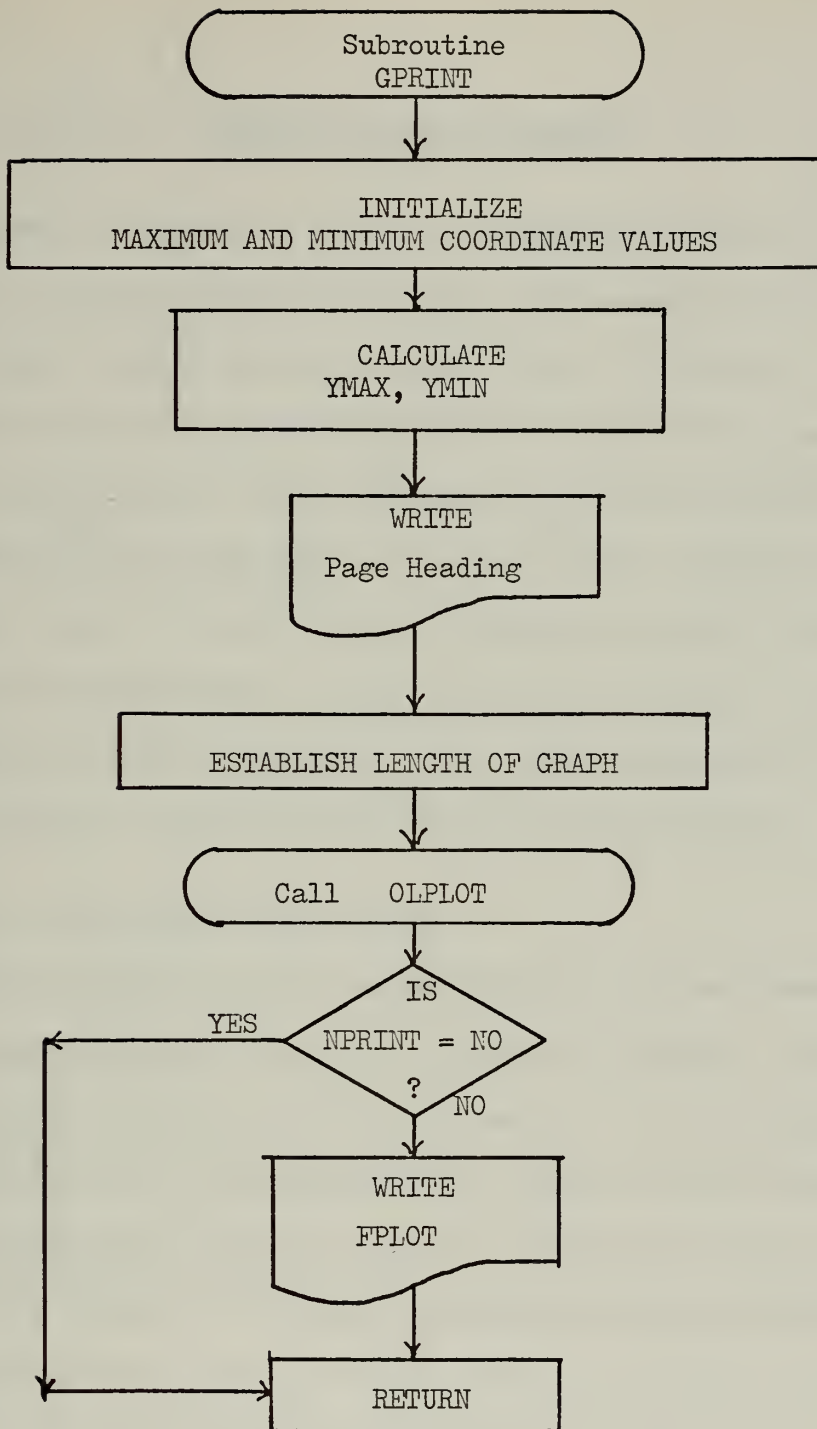 Subroutine
GPRINT
INITIALIZE
MAXIMUM AND MINIMUM COORDINATE VALUES
CALCULATE
YMAX, YMIN
WRITE
Page Heading
ESTABLISH LENGTH OF GRAPH
Call OLPLOT
IS
YES
NPRINT = NO
?
NO
WRITE
FPLOT
RETURN